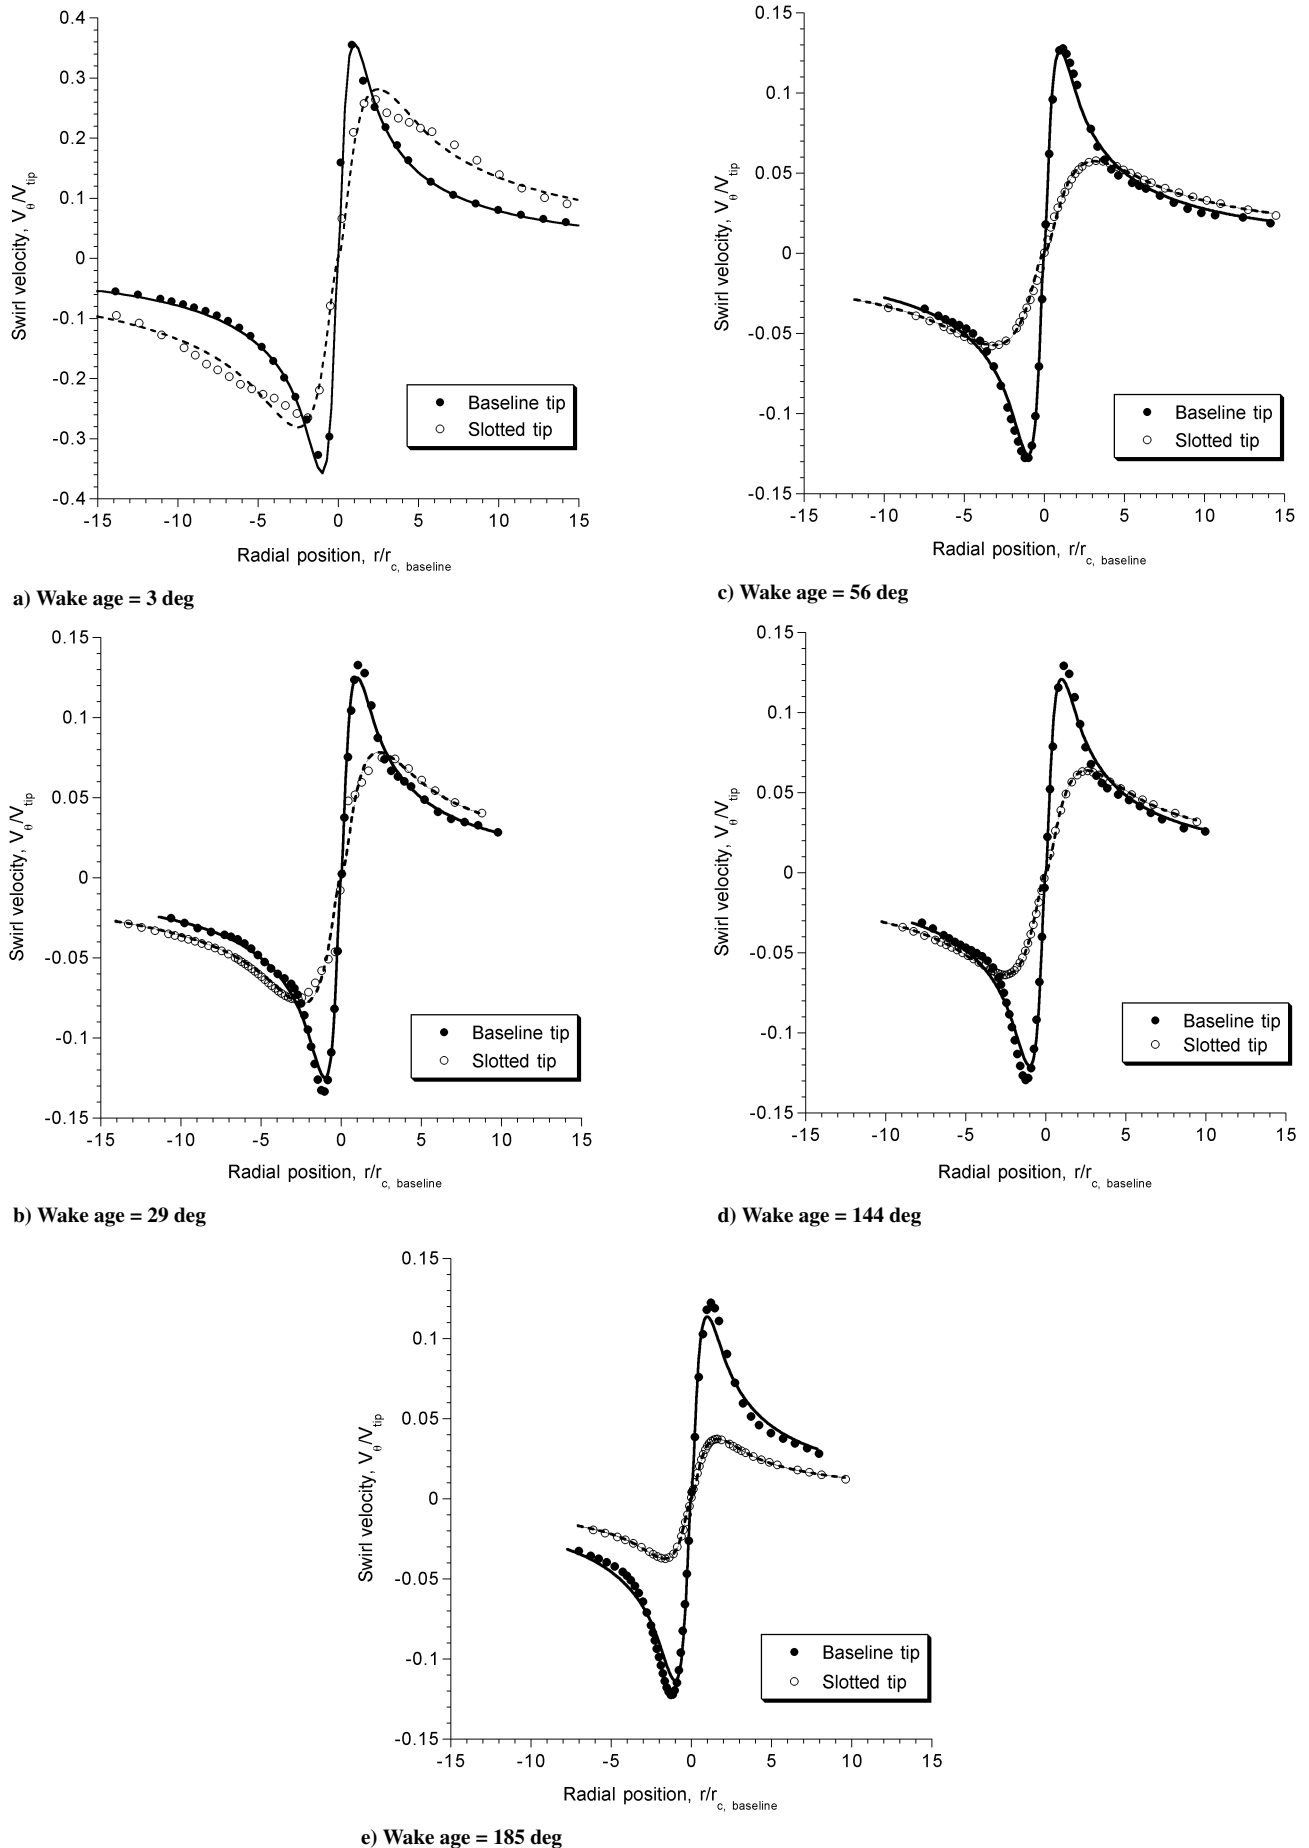 0.4
0.3
0.2
0.1
0
-0.1
-0.2
-0.3
-0.4
-15 -10 -5 0 5 10 15
Swirl velocity, Vθ/Vtip
Radial position, r/rc, baseline
Baseline tip
Slotted tip
a) Wake age = 3 deg
0.15
0.1
0.05
0
-0.05
-0.1
-0.15
-15 -10 -5 0 5 10 15
Swirl velocity, Vθ/Vtip
Radial position, r/rc, baseline
Baseline tip
Slotted tip
c) Wake age = 56 deg
0.15
0.1
0.05
0
-0.05
-0.1
-0.15
-15 -10 -5 0 5 10 15
Swirl velocity, Vθ/Vtip
Radial position, r/rc, baseline
Baseline tip
Slotted tip
b) Wake age = 29 deg
0.15
0.1
0.05
0
-0.05
-0.1
-0.15
-15 -10 -5 0 5 10 15
Swirl velocity, Vθ/Vtip
Radial position, r/rc, baseline
Baseline tip
Slotted tip
d) Wake age = 144 deg
0.15
0.1
0.05
0
-0.05
-0.1
-0.15
-15 -10 -5 0 5 10 15
Swirl velocity, Vθ/Vtip
Radial position, r/rc, baseline
Baseline tip
Slotted tip
e) Wake age = 185 deg